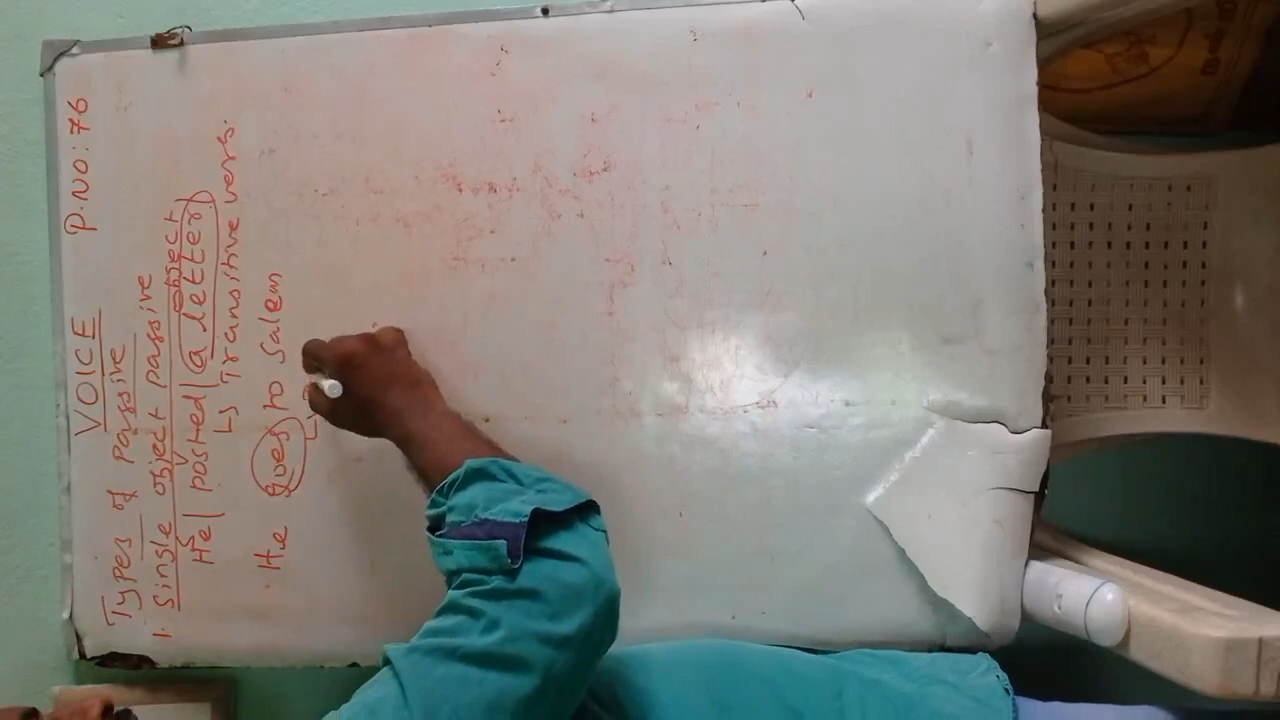 VOICE P.NO: 76
Types of Passive
1. Single object passive
S V object
He | posted | a letter
↳ Transitive verb.
. He goes to Salem